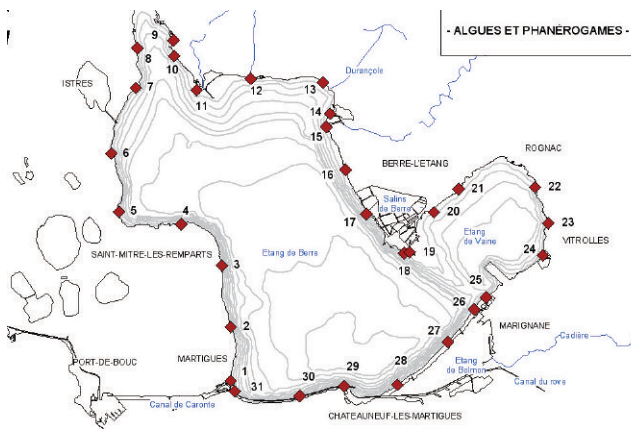 - ALGUES ET PHANÉROGAMES -
9
8
10
ISTRES
7
11
12
Durançole
13
14
15
6
16
BERRE-L'ETANG
ROGNAC
Salins
de Berre
21
22
5
4
17
20
23
Etang
de Vaine
VITROLLES
SAINT-MITRE-LES-REMPARTS
Etang de Berre
19
24
3
18
25
26
2
MARIGNANE
27
Cadière
PORT-DE-BOUC
MARTIGUES
Etang
de Bolmon
1
31
30
29
28
Canal du rove
Canal de Caronte
CHATEAUNEUF-LES-MARTIGUES